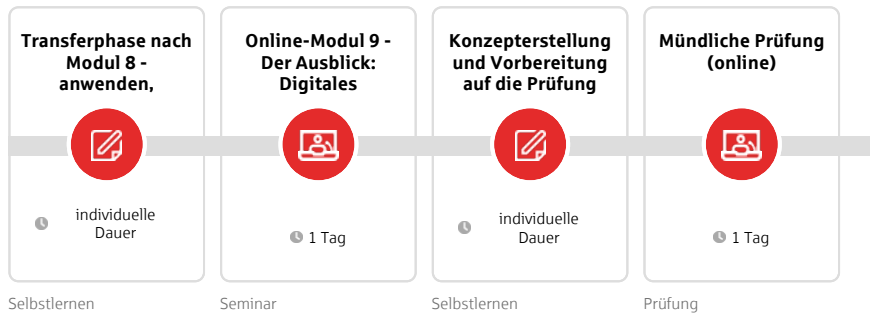 Transferphase nach
Modul 8 -
anwenden,
individuelle
Dauer
Selbstlernen
Online-Modul 9 -
Der Ausblick:
Digitales
1 Tag
Seminar
Konzepterstellung
und Vorbereitung
auf die Prüfung
individuelle
Dauer
Selbstlernen
Mündliche Prüfung
(online)
1 Tag
Prüfung